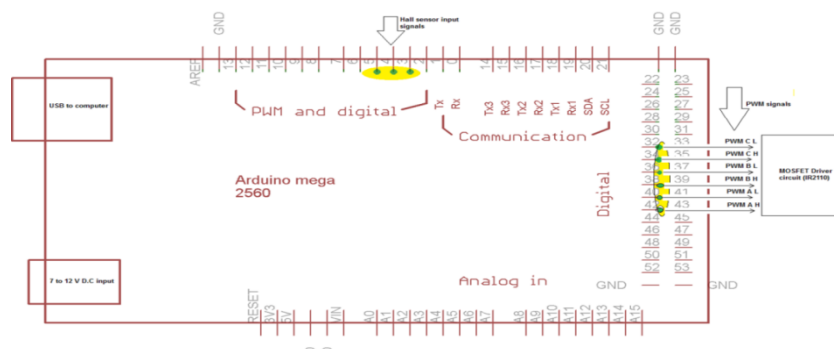 Hall sensor input
signals
GND
GND
GND
AREF
13
12
11
10
9
8
7
6
5
4
3
2
1
0
14
15
16
17
18
19
20
21
USB to computer
PWM and digital
Tx
Rx
Tx3
Rx3
Tx2
Rx2
Tx1
Rx1
SDA
SCL
Communication
22 23
24 25
26 27
28 29
30 31
32 33
34 35
36 37
38 39
40 41
42 43
44 45
46 47
48 49
50 51
52 53
PWM signals
PWM C L
PWM C H
PWM B L
PWM B H
PWM A L
PWM A H
MOSFET Driver
circuit (IR2110)
Arduino mega
2560
Digital
7 to 12 V D.C input
Analog in
GND
GND
RESET
3V3
5V
VIN
A0
A1
A2
A3
A4
A5
A6
A7
A8
A9
A10
A11
A12
A13
A14
A15